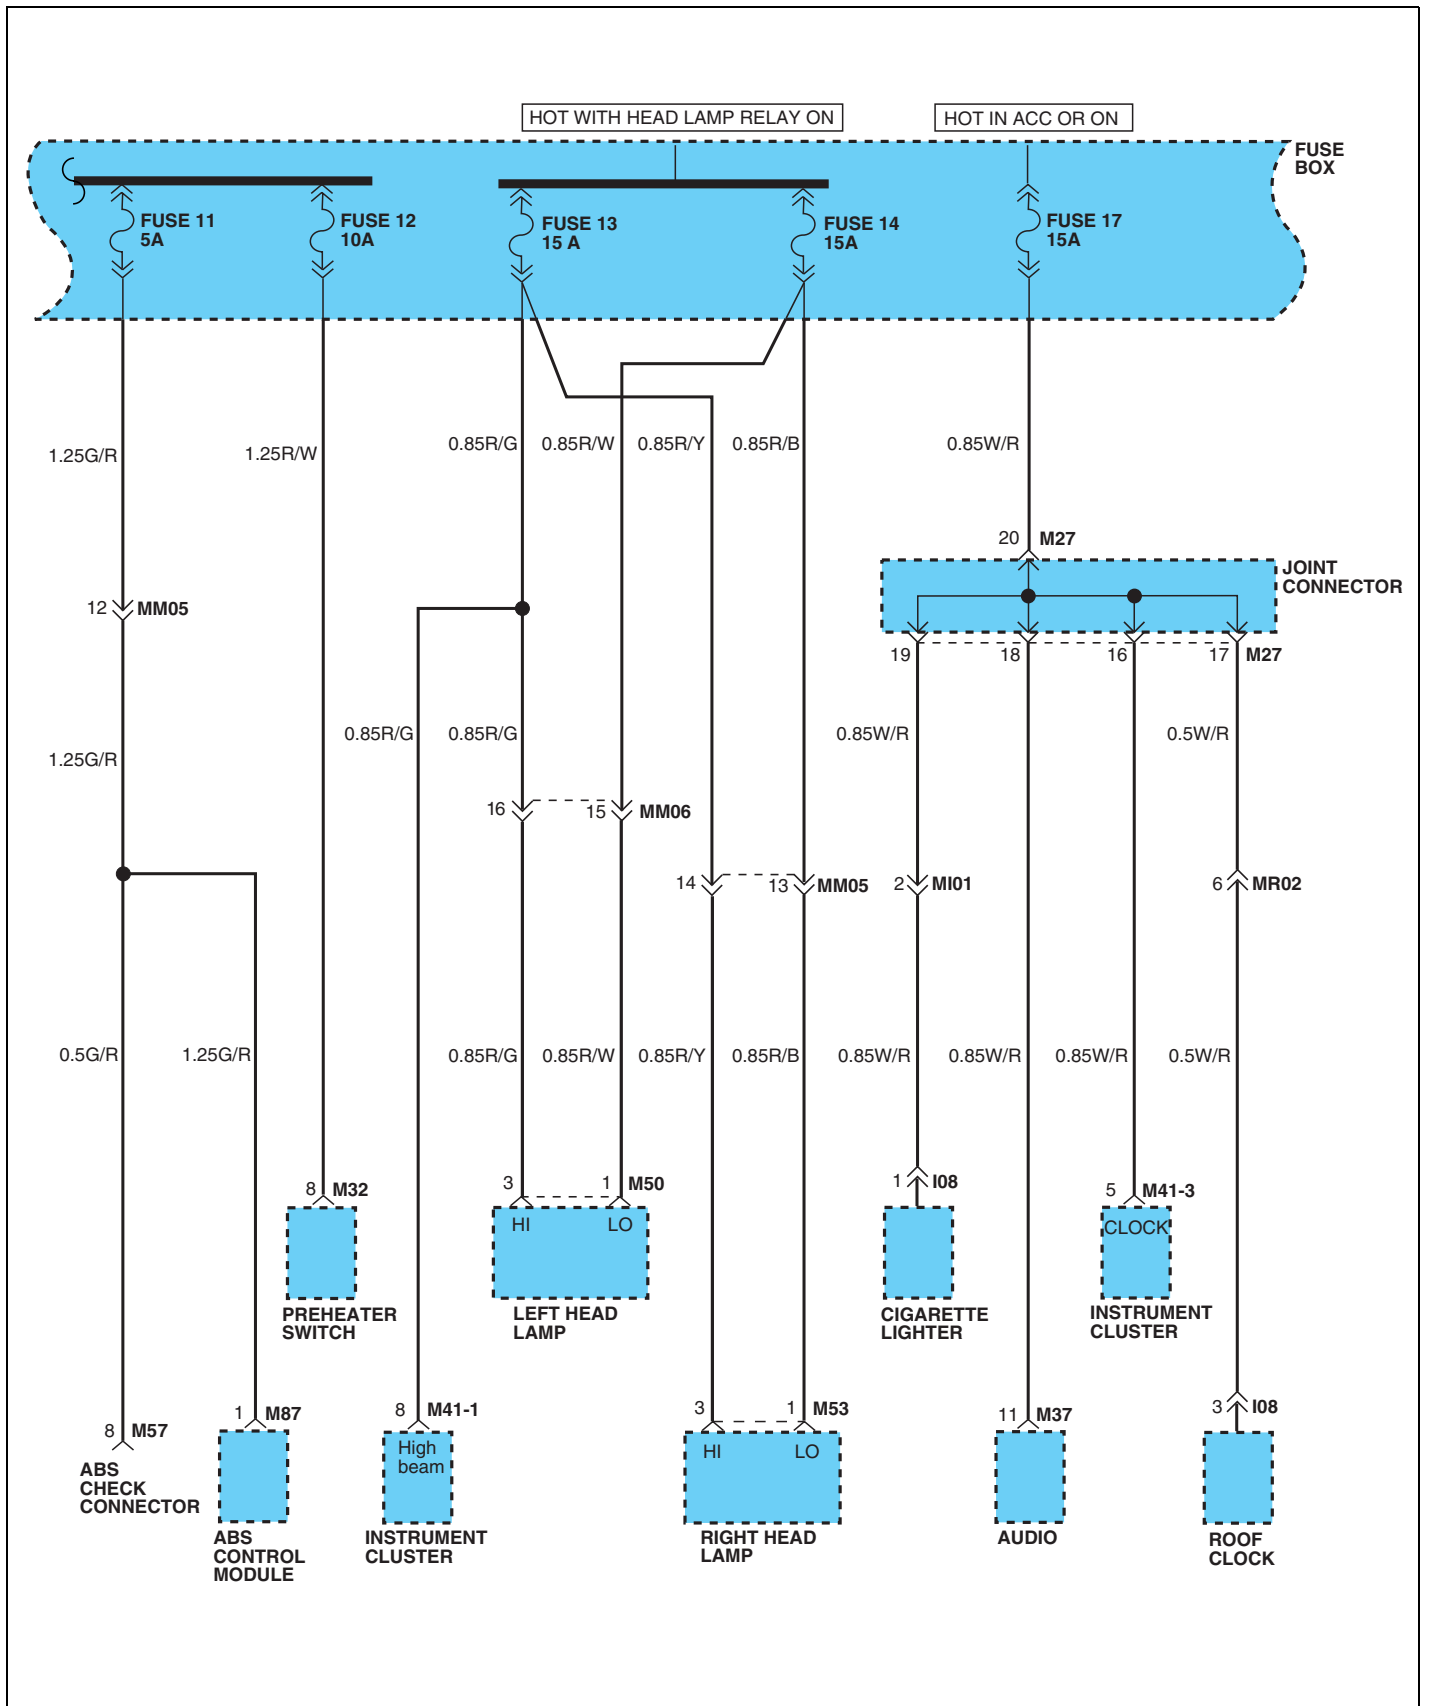 HOT WITH HEAD LAMP RELAY ON
HOT IN ACC OR ON
FUSE
BOX
FUSE 11
5A
FUSE 12
10A
FUSE 13
15 A
FUSE 14
15A
FUSE 17
15A
1.25G/R
1.25R/W
0.85R/G
0.85R/W
0.85R/Y
0.85R/B
0.85W/R
20 M27
JOINT
CONNECTOR
12 MM05
19 18 16 17 M27
1.25G/R
0.85R/G
0.85R/G
0.85W/R
0.5W/R
16 15 MM06
14 13 MM05
2 MI01
6 MR02
0.5G/R
1.25G/R
0.85R/G
0.85R/W
0.85R/Y
0.85R/B
0.85W/R
0.85W/R
0.85W/R
0.5W/R
8 M32
3 1 M50
HI LO
1 I08
5 M41-3
CLOCK
PREHEATER
SWITCH
LEFT HEAD
LAMP
CIGARETTE
LIGHTER
INSTRUMENT
CLUSTER
8 M57
1 M87
8 M41-1
3 1 M53
11 M37
3 I08
High
beam
HI LO
ABS
CHECK
CONNECTOR
ABS
CONTROL
MODULE
INSTRUMENT
CLUSTER
RIGHT HEAD
LAMP
AUDIO
ROOF
CLOCK